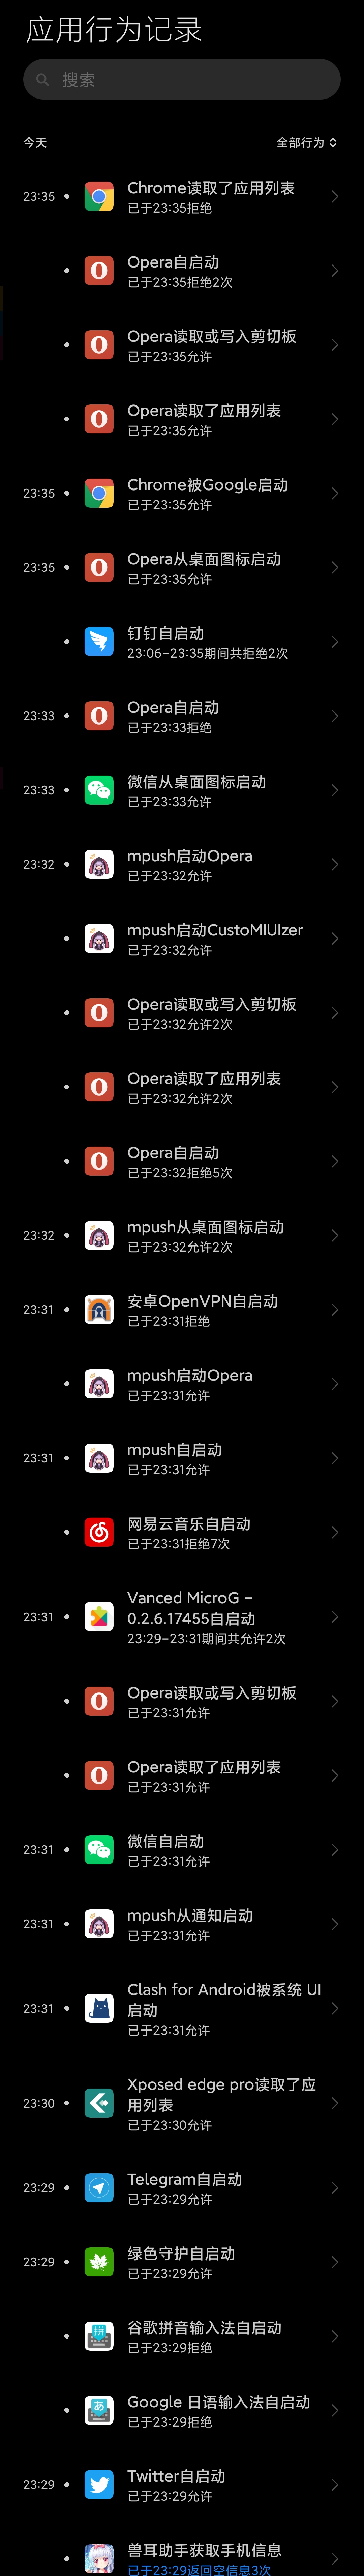 应用行为记录
搜索
今天
全部行为
23:35
Chrome读取了应用列表
已于23:35拒绝
Opera自启动
已于23:35拒绝2次
Opera读取或写入剪切板
已于23:35允许
Opera读取了应用列表
已于23:35允许
23:35
Chrome被Google启动
已于23:35允许
23:35
Opera从桌面图标启动
已于23:35允许
钉钉自启动
23:06-23:35期间共拒绝2次
23:33
Opera自启动
已于23:33拒绝
23:33
微信从桌面图标启动
已于23:33允许
23:32
mpush启动Opera
已于23:32允许
mpush启动CustoMIUIzer
已于23:32允许
Opera读取或写入剪切板
已于23:32允许2次
Opera读取了应用列表
已于23:32允许2次
Opera自启动
已于23:32拒绝5次
23:32
mpush从桌面图标启动
已于23:32允许2次
23:31
安卓OpenVPN自启动
已于23:31拒绝
mpush启动Opera
已于23:31允许
23:31
mpush自启动
已于23:31允许
网易云音乐自启动
已于23:31拒绝7次
23:31
Vanced MicroG -
0.2.6.17455自启动
23:29-23:31期间共允许2次
Opera读取或写入剪切板
已于23:31允许
Opera读取了应用列表
已于23:31允许
23:31
微信自启动
已于23:31允许
23:31
mpush从通知启动
已于23:31允许
23:31
Clash for Android被系统 UI
启动
已于23:31允许
23:30
Xposed edge pro读取了应
用列表
已于23:30允许
23:29
Telegram自启动
已于23:29允许
23:29
绿色守护自启动
已于23:29允许
谷歌拼音输入法自启动
已于23:29拒绝
Google 日语输入法自启动
已于23:29拒绝
23:29
Twitter自启动
已于23:29允许
兽耳助手获取手机信息
已于23:29返回空信息3次